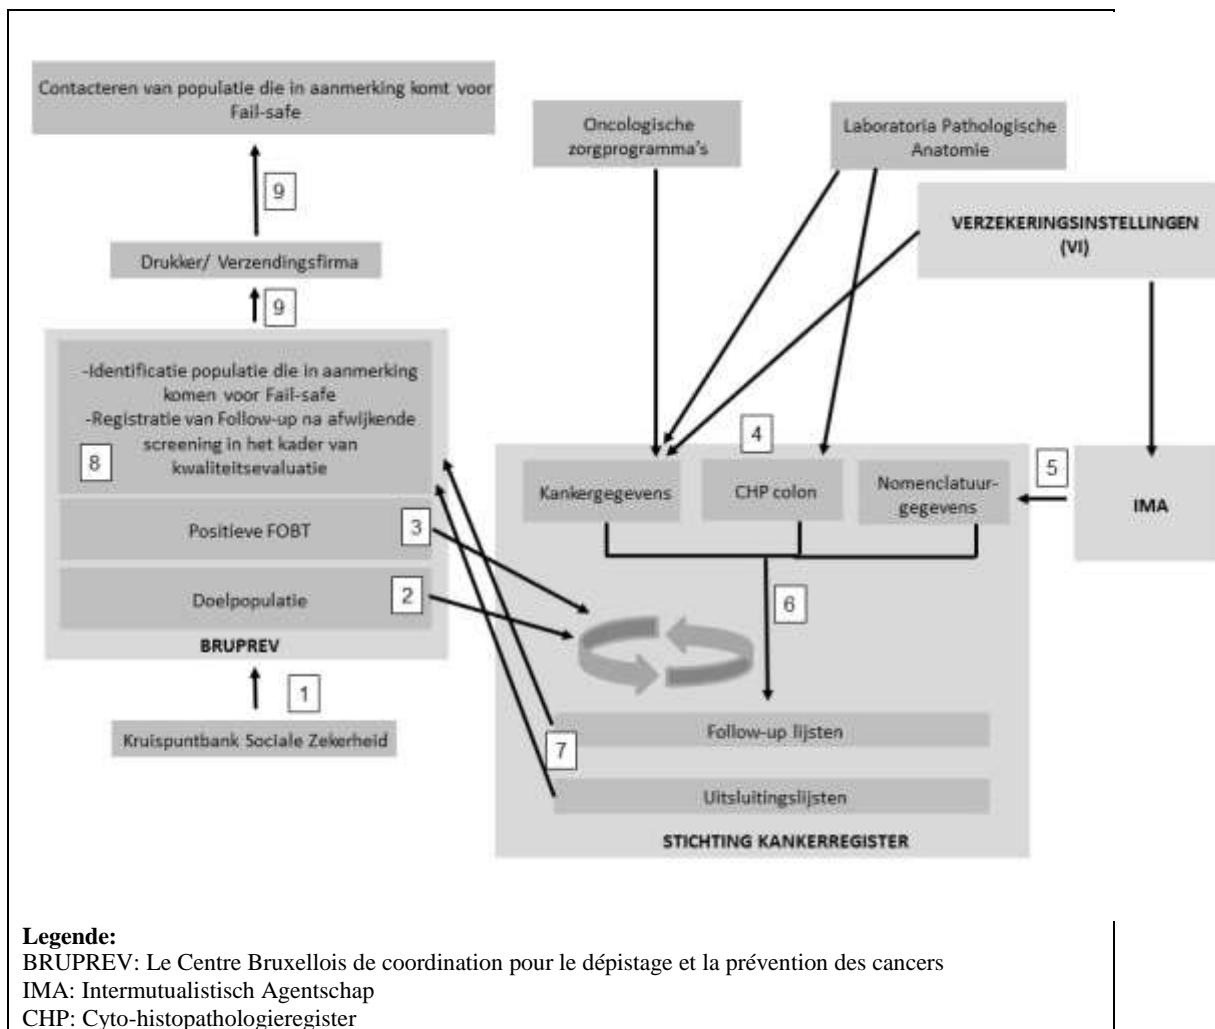 Contacteren van populatie die in aanmerking komt voor
Fail-safe
9
Drukker/ Verzendingsfirma
9
-Identificatie populatie die in aanmerking
komen voor Fail-safe
-Registratie van Follow-up na afwijkende
screening in het kader van
kwaliteitsevaluatie
8
Positieve FOBT
3
Doelpopulatie
2
BRUPREV
1
Kruispuntbank Sociale Zekerheid
Oncologische
zorgprogramma's
Laboratoria Pathologische
Anatomie
VERZEKERINGSINSTELLINGEN
(VI)
4
5
Kankergegevens
CHP colon
Nomenclatuur-
gegevens
IMA
6
7
Follow-up lijsten
Uitsluitingslijsten
STICHTING KANKERREGISTER
Legende:
BRUPREV: Le Centre Bruxellois de coordination pour le dépistage et la prévention des cancers
IMA: Intermutualistisch Agentschap
CHP: Cyto-histopathologieregister